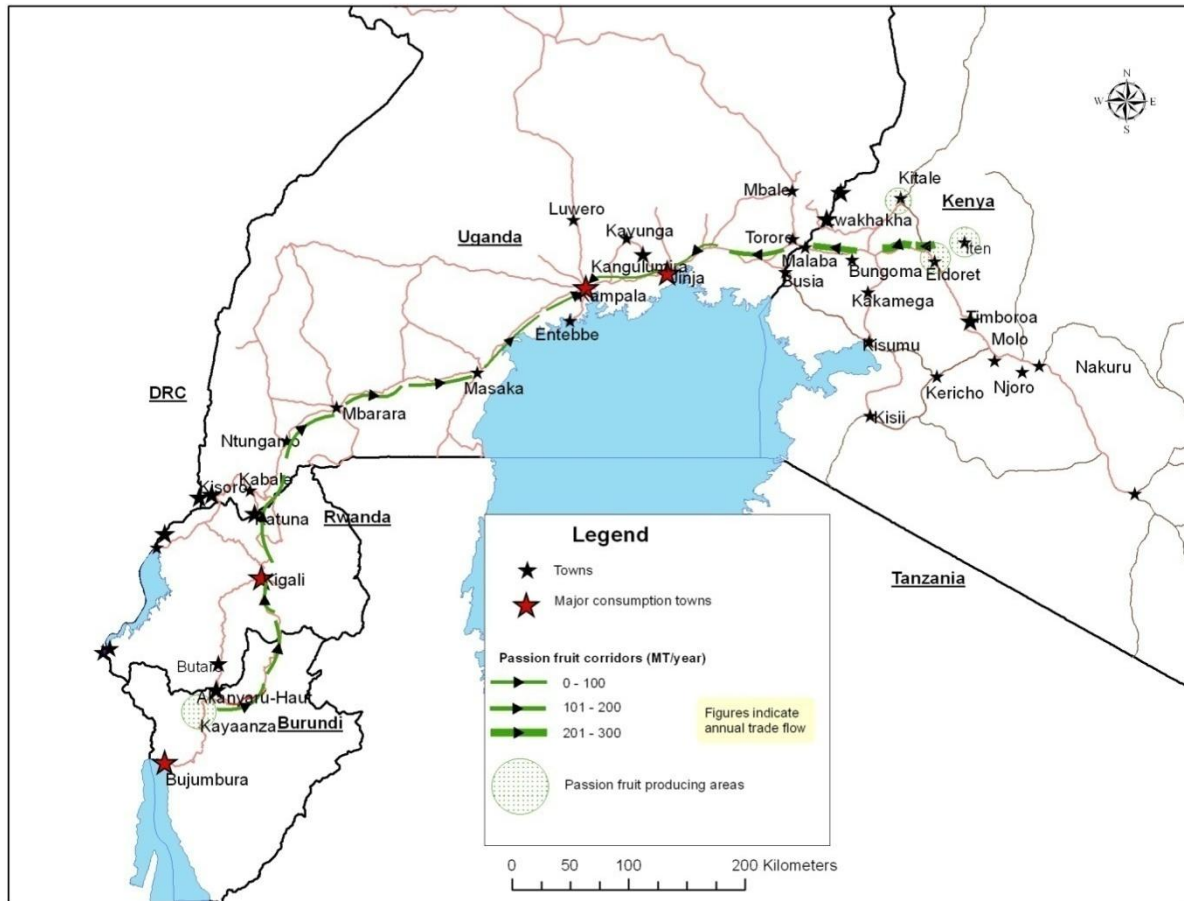 N
W E
S
Kitale
Mbale
Kenya
Luwero
wakhakha
Kayunga
Uganda
Tororo
Iten
Malaba
Kangulumira
Bungoma
Eldoret
Jinja
Busia
Kampala
Kakamega
Timboroa
Entebbe
Molo
Kisumu
Nakuru
Masaka
Njoro
DRC
Kericho
Mbarara
Kisii
Ntungamo
Kabale
Kisoro
Katuna
Rwanda
Legend
Towns
Major consumption towns
Kigali
Tanzania
Passion fruit corridors (MT/year)
0 - 100
101 - 200
201 - 300
Figures indicate
annual trade flow
Butare
Akanyaru-Haut
Burundi
Kayaanza
Bujumbura
Passion fruit producing areas
0 50 100 200 Kilometers